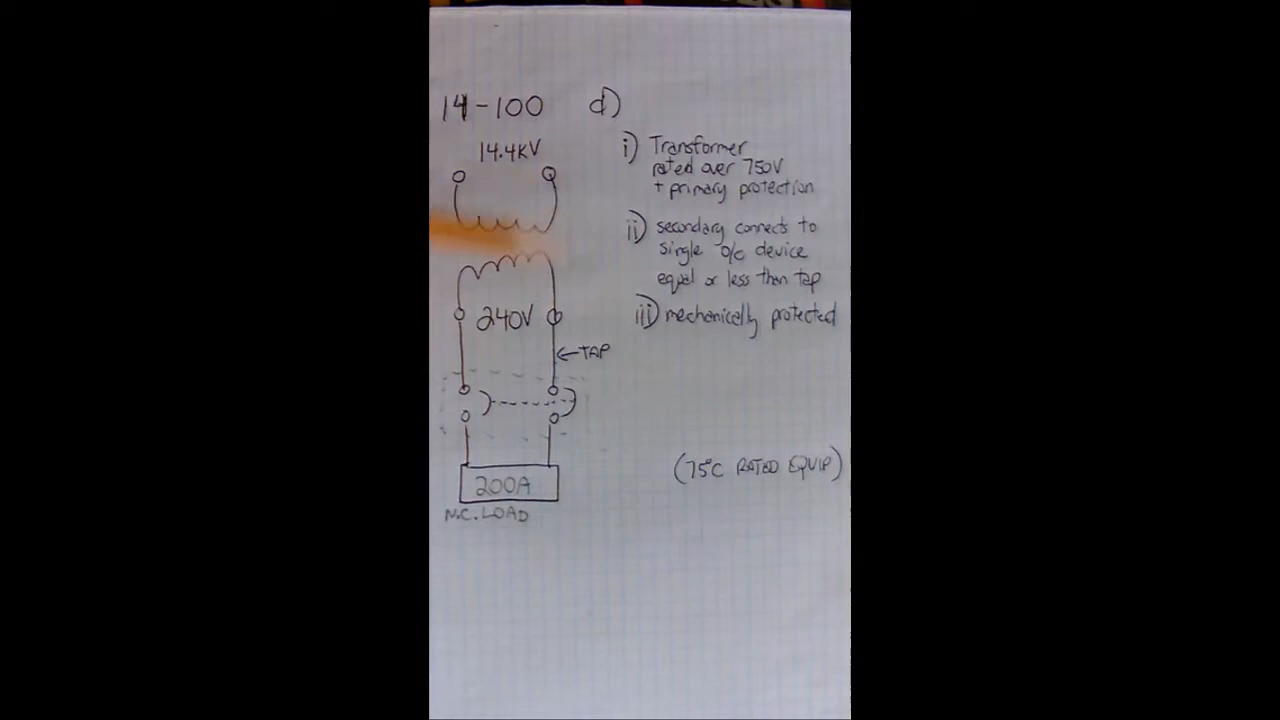 14-100 d)
14.4KV
i) Transformer
rated over 750V
+ primary protection
ii) secondary connects to
single o/c device
equal or less than tap
iii) mechanically protected
240V
←TAP
(75°C RATED EQUIP)
200A
N.C. LOAD